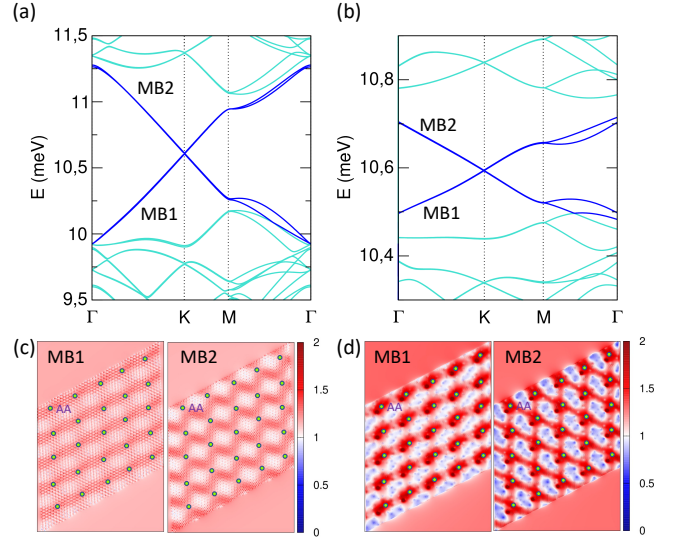 (a)
11,5
11
10,5
10
9,5
E (meV)
MB2
MB1
Γ
K
M
Γ
(b)
10,8
10,6
10,4
E (meV)
MB2
MB1
Γ
K
M
Γ
(c)
MB1
AA
MB2
AA
2
1.5
1
0.5
0
(d)
MB1
AA
MB2
AA
2
1.5
1
0.5
0